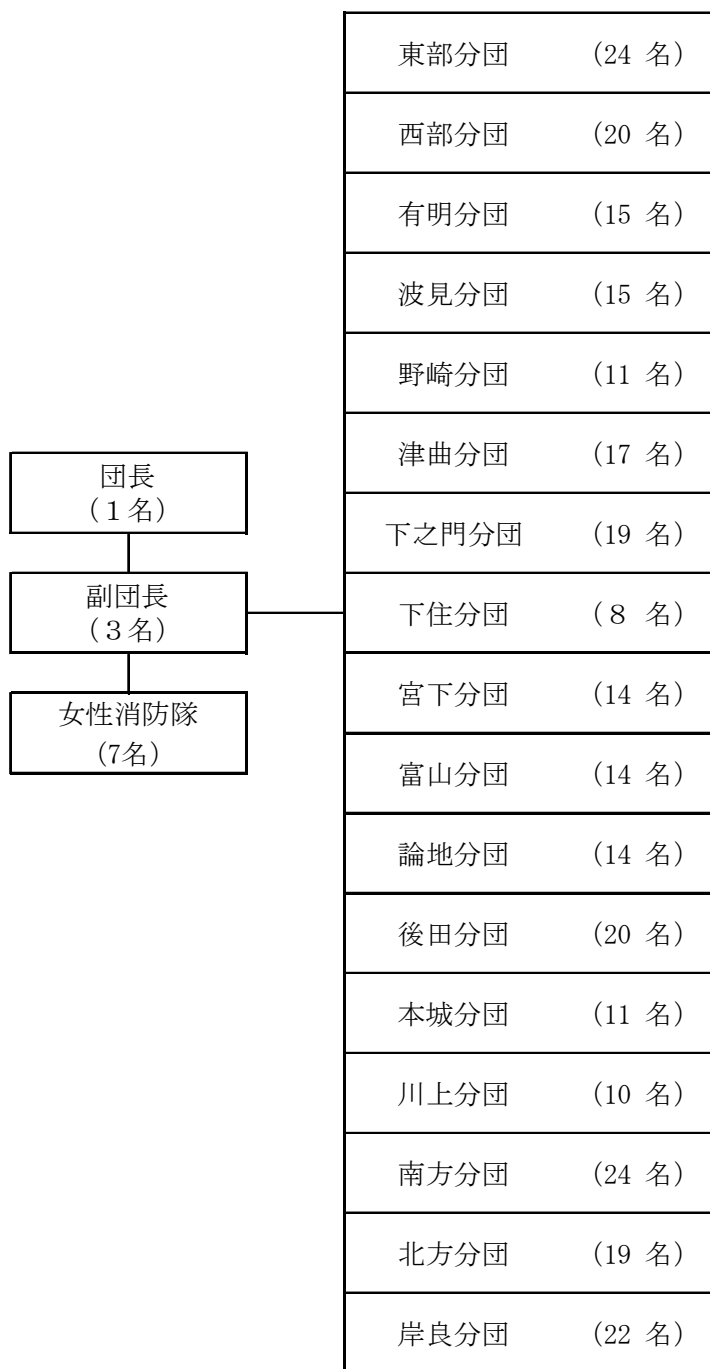 団長
（１名）
副団長
（３名）
女性消防隊
（7名）
東部分団　（24 名）
西部分団　（20 名）
有明分団　（15 名）
波見分団　（15 名）
野崎分団　（11 名）
津曲分団　（17 名）
下之門分団　（19 名）
下住分団　（８ 名）
宮下分団　（14 名）
富山分団　（14 名）
論地分団　（14 名）
後田分団　（20 名）
本城分団　（11 名）
川上分団　（10 名）
南方分団　（24 名）
北方分団　（19 名）
岸良分団　（22 名）